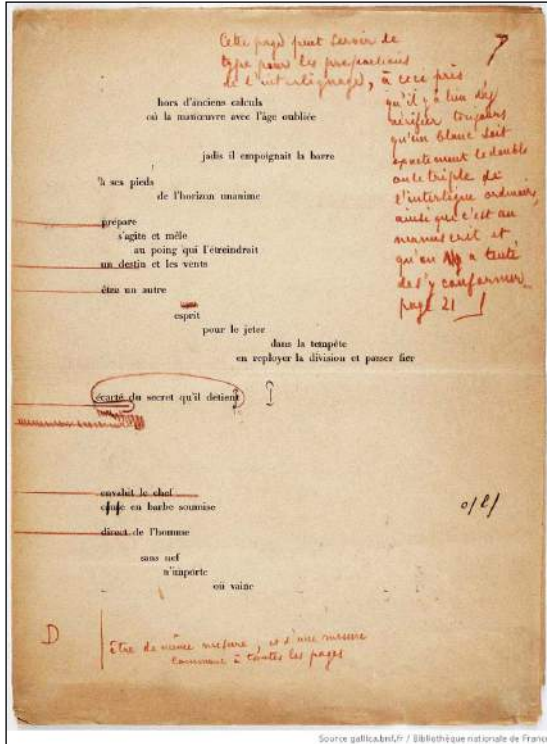 Cette page peut servir de
type pour les proportions
de l'interlignage, à ceci près
qu'il y a lieu de
vérifier toujours
qu'un blanc soit
exactement le double
ou le triple de
l'interligne ordinaire,
ainsi que c'est au
manuscrit et
qu'on a tenté
de s'y conformer
page 21
7
hors d'anciens calculs
où la manœuvre avec l'âge oubliée
jadis il empoignait la barre
à ses pieds
de l'horizon unanime
prépare
s'agite et mêle
au poing qui l'étreindrait
un destin et les vents
être un autre
esprit
pour le jeter
dans la tempête
en reployer la division et passer fier
écarté du secret qu'il détient
envahit le chef
en barbe soumise
direct de l'homme
sans nef
n'importe
où vaine
D
Être de même mesure, et d'une mesure
commune à toutes les pages
Source gallica.bnf.fr / Bibliothèque nationale de France